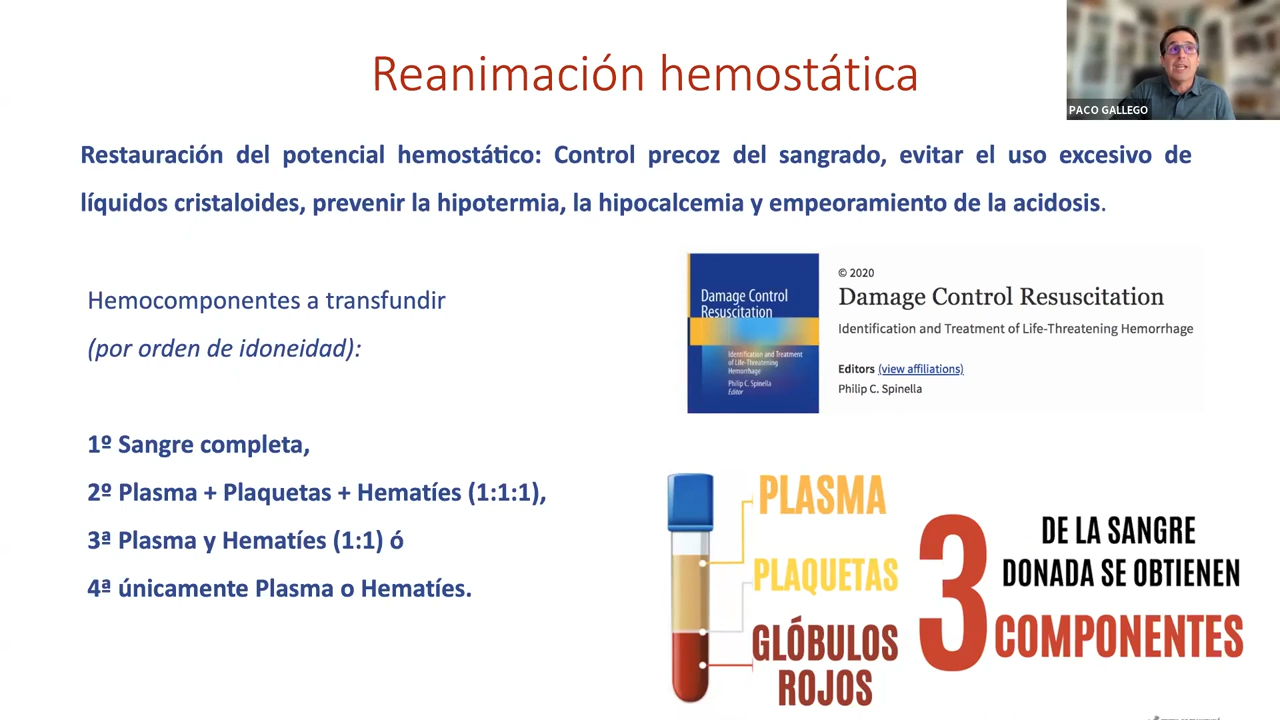 Reanimación hemostática
PACO GALLEGO
Restauración del potencial hemostático: Control precoz del sangrado, evitar el uso excesivo de
líquidos cristaloides, prevenir la hipotermia, la hipocalcemia y empeoramiento de la acidosis.
Hemocomponentes a transfundir
(por orden de idoneidad):
1º Sangre completa,
2º Plasma + Plaquetas + Hematíes (1:1:1),
3ª Plasma y Hematíes (1:1) ó
4ª únicamente Plasma o Hematíes.
Damage Control
Resuscitation
Identification and Treatment
of Life-Threatening
Hemorrhage
Philip C. Spinella
Editor
© 2020
Damage Control Resuscitation
Identification and Treatment of Life-Threatening Hemorrhage
Editors (view affiliations)
Philip C. Spinella
PLASMA
PLAQUETAS
GLÓBULOS
ROJOS
3
DE LA SANGRE
DONADA SE OBTIENEN
COMPONENTES